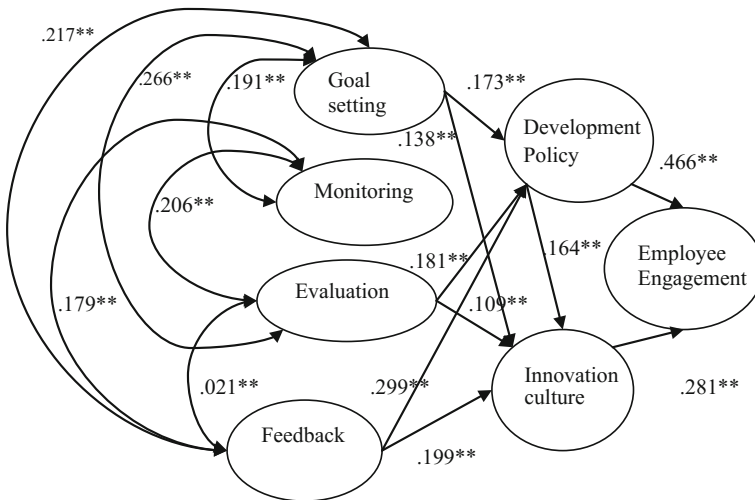 .217**
.266**
.191**
Goal
setting
.173**
.138**
Development
Policy
.466**
Monitoring
.206**
.181**
.164**
Employee
Engagement
Evaluation
.109**
.179**
.021**
.299**
Innovation
culture
.281**
Feedback
.199**